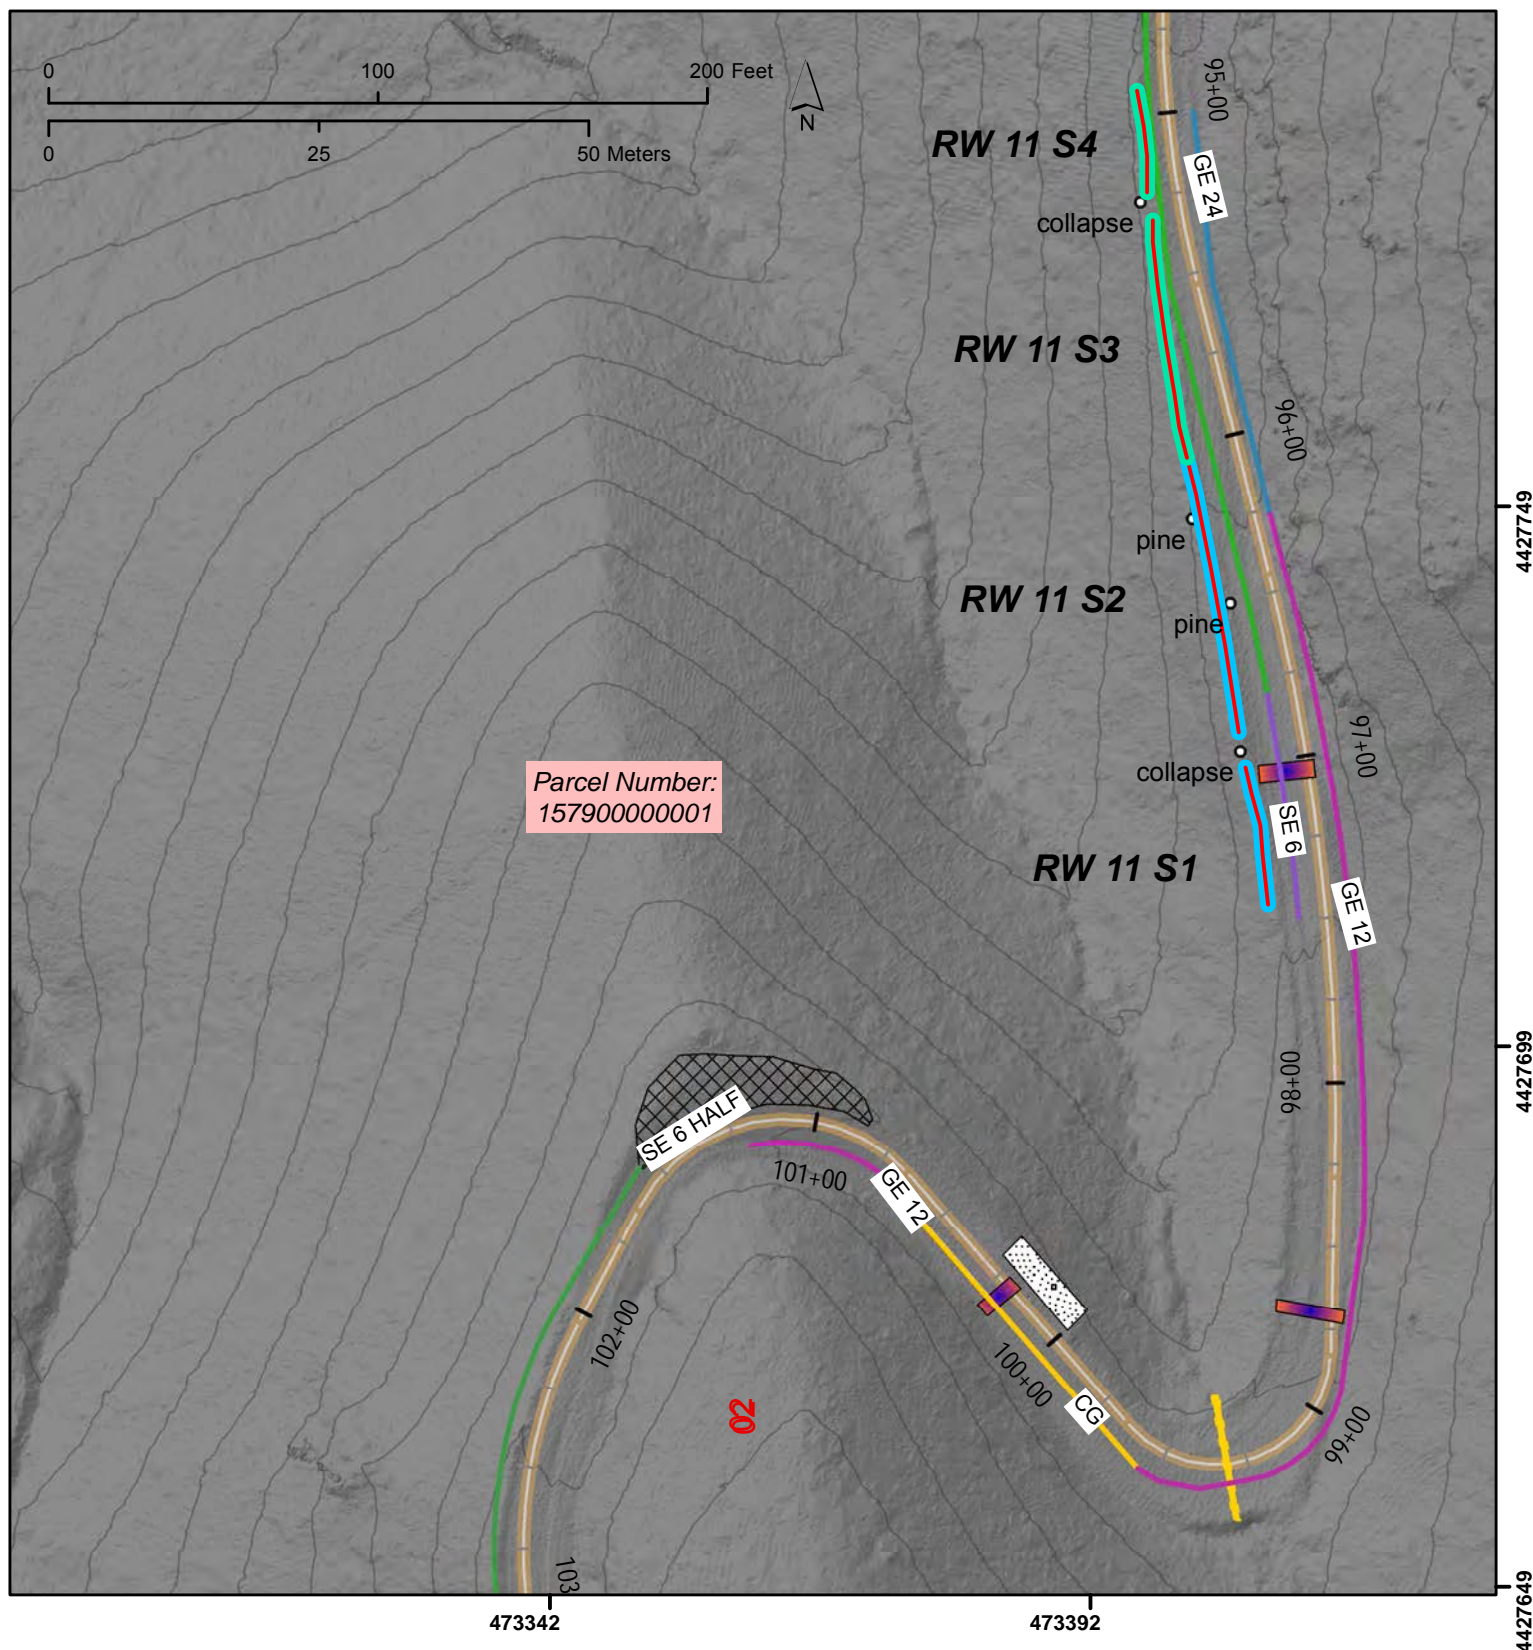 0 100 200 Feet
0 25 50 Meters
N
95+00
RW 11 S4
GE 24
collapse
RW 11 S3
96+00
4427749
pine
RW 11 S2
pine
97+00
collapse
Parcel Number:
157900000001
SE 6
RW 11 S1
GE 12
4427699
98+00
SE 6 HALF
101+00
GE 12
102+00
100+00
CG
02
99+00
103
4427649
473342
473392